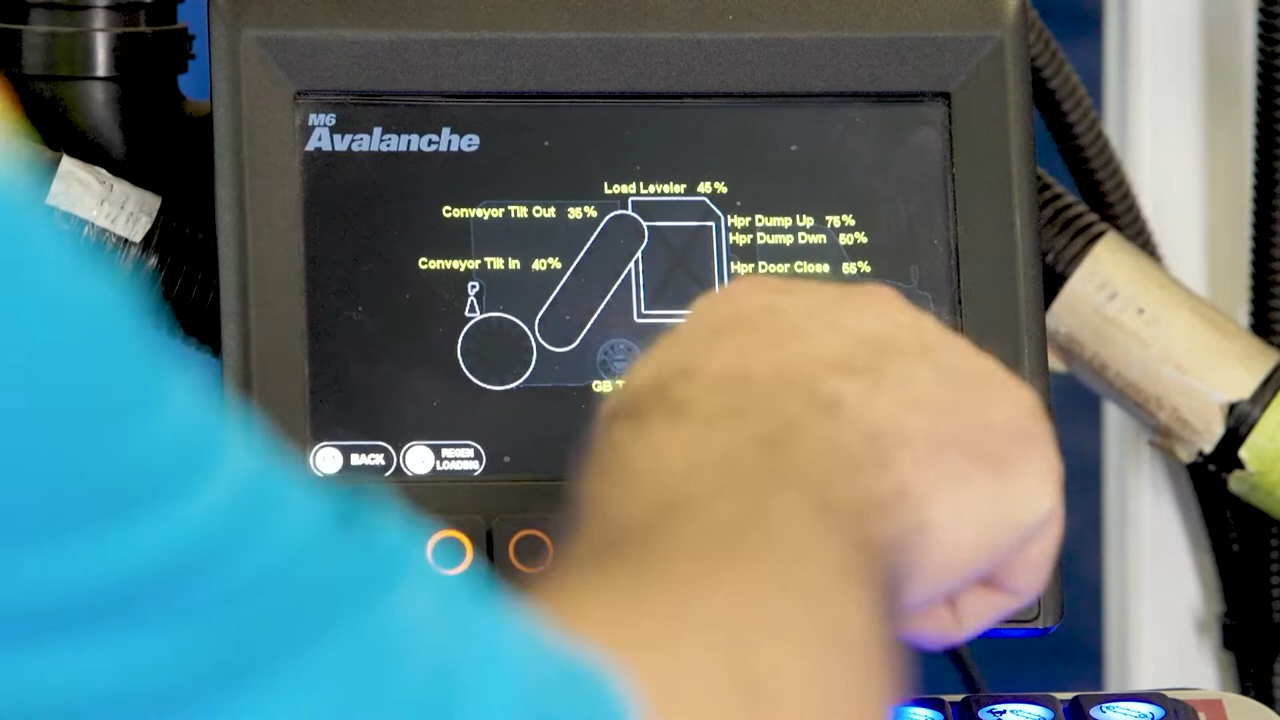 M6
Avalanche
Load Leveler 45%
Conveyor Tilt Out 35%
Hpr Dump Up 75%
Hpr Dump Dwn 50%
Conveyor Tilt In 40%
Hpr Door Close 55%
GB T
BACK
REGEN
LOADING